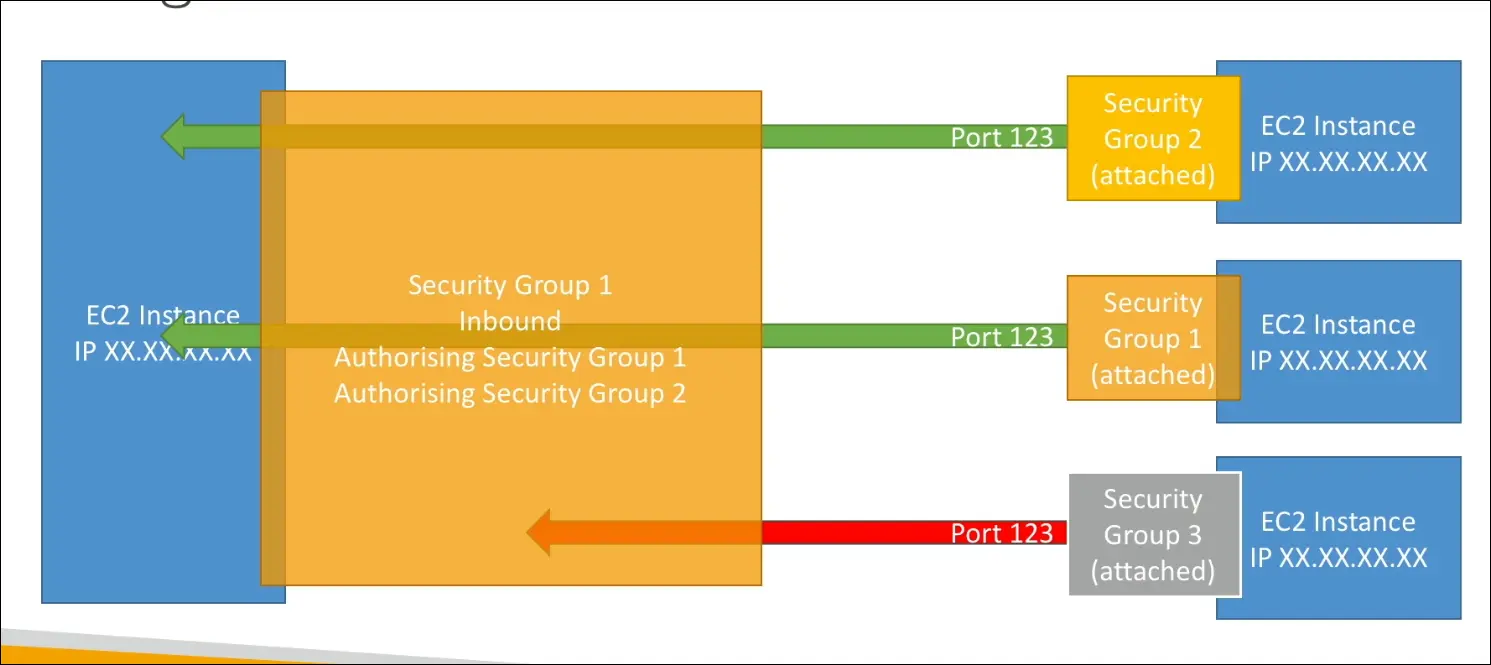 Port 123
Security
Group 2
(attached)
EC2 Instance
IP XX.XX.XX.XX
EC2 Instance
IP XX.XX.XX.XX
Security Group 1
Inbound
Authorising Security Group 1
Authorising Security Group 2
Port 123
Security
Group 1
(attached)
EC2 Instance
IP XX.XX.XX.XX
Port 123
Security
Group 3
(attached)
EC2 Instance
IP XX.XX.XX.XX